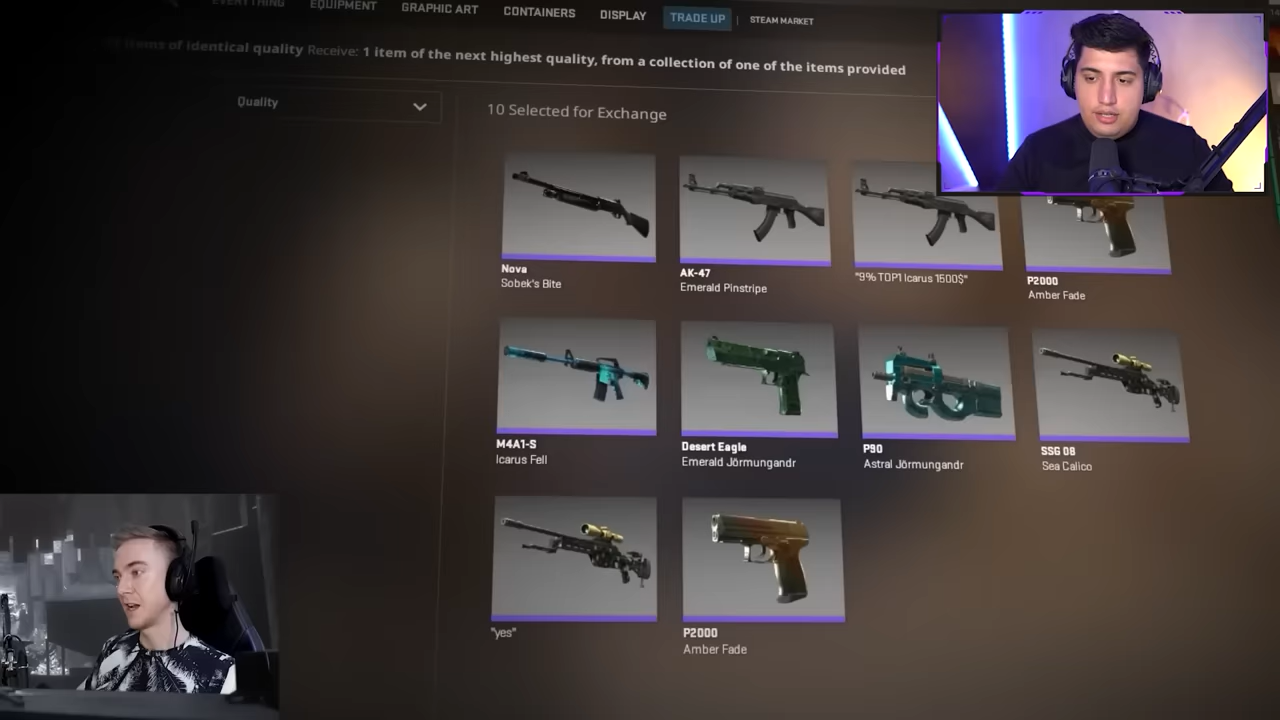 EVERYTHING EQUIPMENT GRAPHIC ART CONTAINERS DISPLAY TRADE UP | STEAM MARKET
items of identical quality Receive: 1 item of the next highest quality, from a collection of one of the items provided
Quality
10 Selected for Exchange
Nova
Sobek's Bite
AK-47
Emerald Pinstripe
"9% TOP1 Icarus 1500$"
P2000
Amber Fade
M4A1-S
Icarus Fell
Desert Eagle
Emerald Jörmungandr
P90
Astral Jörmungandr
SSG 08
Sea Calico
"yes"
P2000
Amber Fade